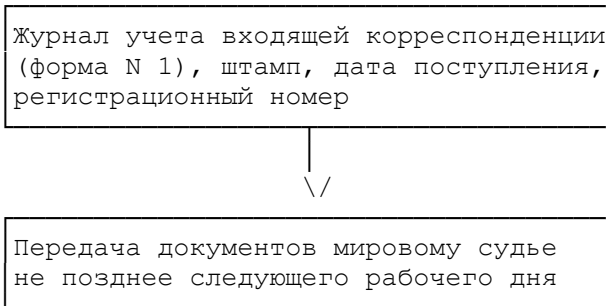 Журнал учета входящей корреспонденции
(форма N 1), штамп, дата поступления,
регистрационный номер
\/
Передача документов мировому судье
не позднее следующего рабочего дня